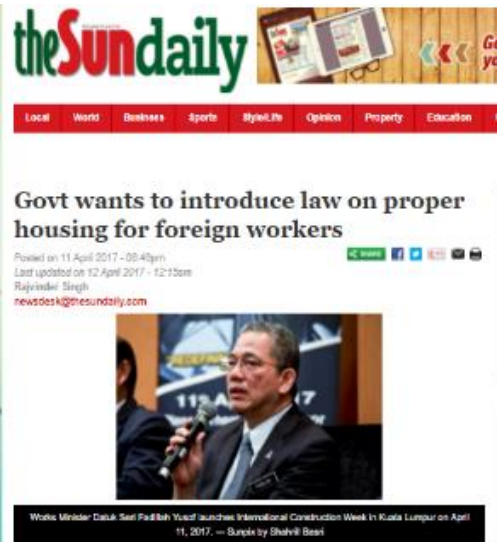 theSundaily
Local World Business Sports Style/Life Opinion Property Education
Govt wants to introduce law on proper
housing for foreign workers
Posted on 11 April 2017 - 08:40pm
Last updated on 12 April 2017 - 12:15am
Rajvinder Singh
newsdesk@thesundaily.com
SHARE
Works Minister Datuk Seri Fadillah Yusof launches International Construction Week in Kuala Lumpur on April
11, 2017. — Sunpix by Shahrill Basri